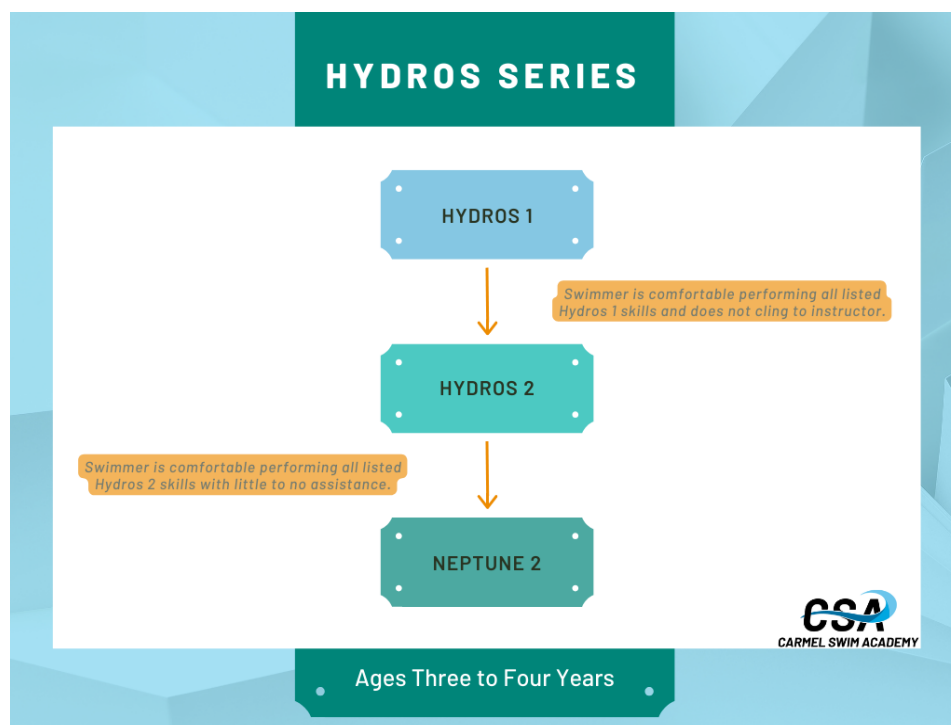 HYDROS SERIES
HYDROS 1
Swimmer is comfortable performing all listed
Hydros 1 skills and does not cling to instructor.
HYDROS 2
Swimmer is comfortable performing all listed
Hydros 2 skills with little to no assistance.
NEPTUNE 2
CSA
CARMEL SWIM ACADEMY
Ages Three to Four Years